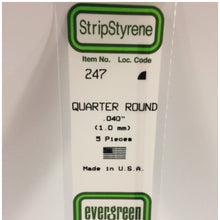 StripStyrene
Item No. Loc. Code
247
QUARTER ROUND
.040"
(1.0 mm)
5 Pieces
Made in U.S.A.
evergreen